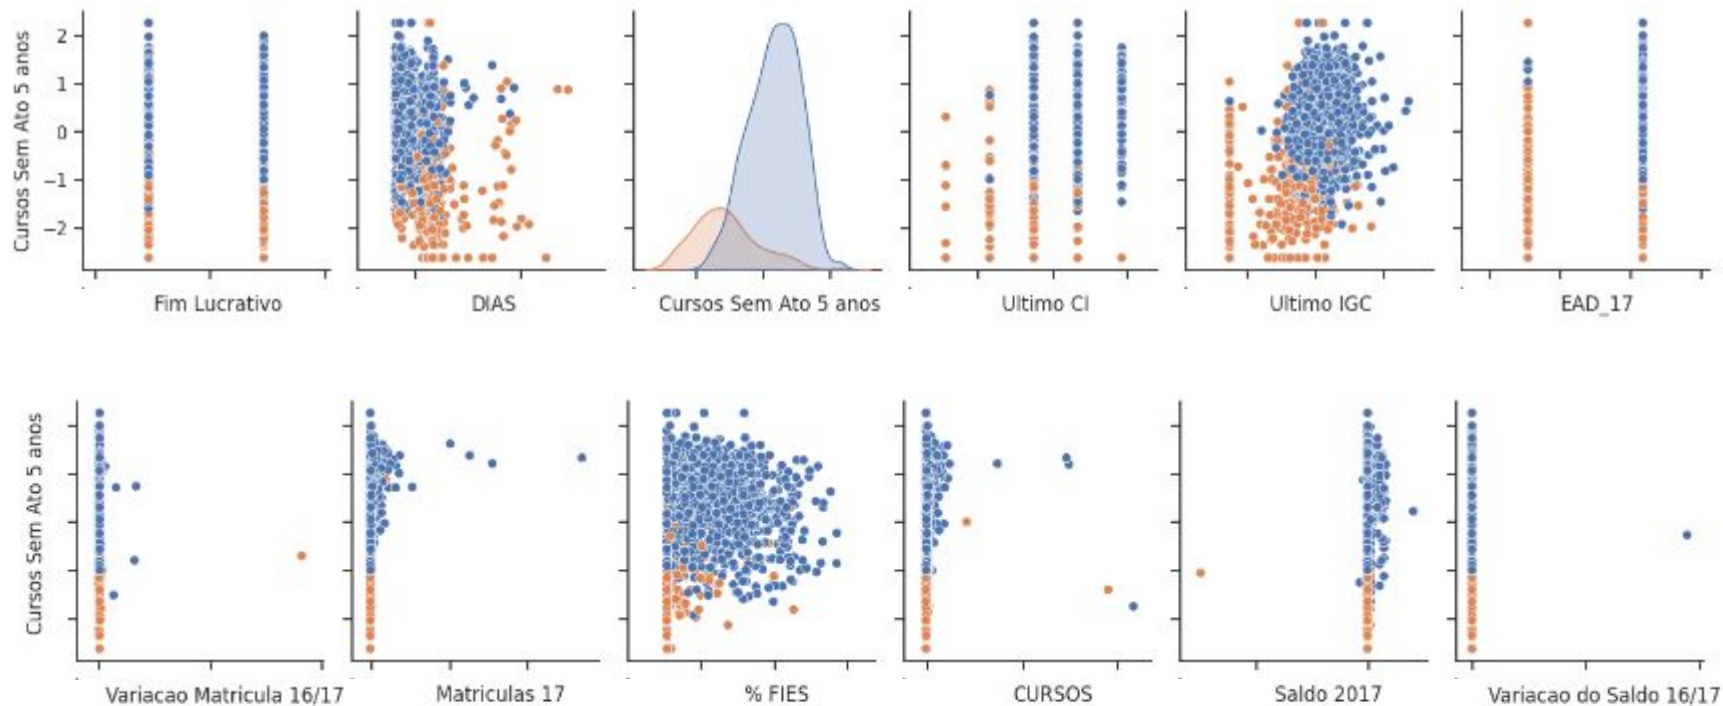 Cursos Sem Ato 5 anos
2
1
0
−1
−2
Fim Lucrativo
DIAS
Cursos Sem Ato 5 anos
Ultimo CI
Ultimo IGC
EAD_17
Cursos Sem Ato 5 anos
Variacao Matricula 16/17
Matriculas 17
% FIES
CURSOS
Saldo 2017
Variacao do Saldo 16/17